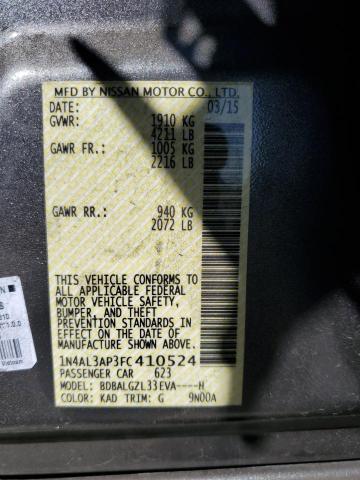 MFD BY NISSAN MOTOR CO., LTD.
DATE: 03/15
GVWR: 1910 KG
4211 LB
GAWR FR: 1005 KG
2216 LB
GAWR RR: 940 KG
2072 LB
THIS VEHICLE CONFORMS TO
ALL APPLICABLE FEDERAL
MOTOR VEHICLE SAFETY,
BUMPER, AND THEFT
PREVENTION STANDARDS IN
EFFECT ON THE DATE OF
MANUFACTURE SHOWN ABOVE.
1N4AL3AP3FC410524
PASSENGER CAR 623
MODEL: BDBALGZL33EVA----H
COLOR: KAD TRIM: G 9N00A